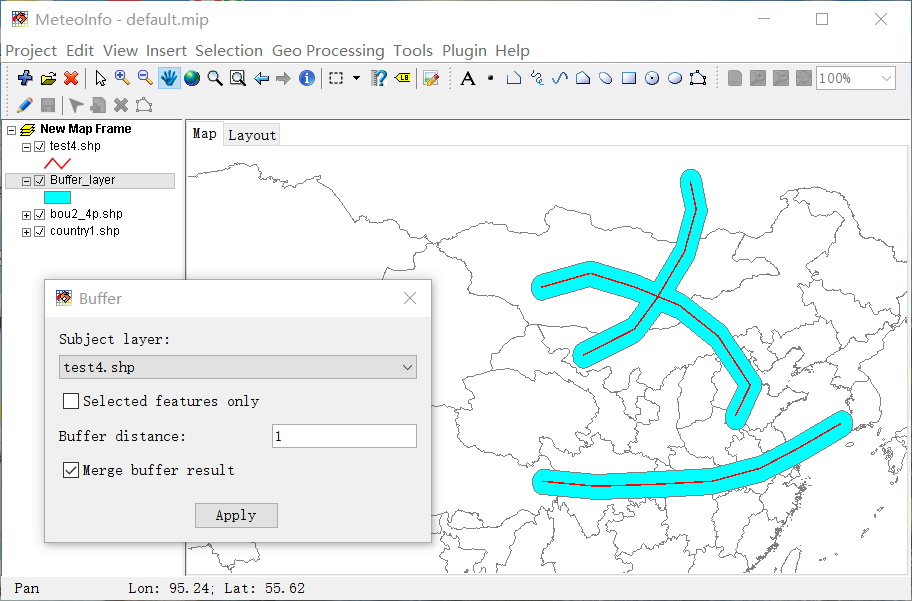 MeteoInfo - default.mip
Project Edit View Insert Selection Geo Processing Tools Plugin Help
A
100%
New Map Frame
test4.shp
Buffer_layer
bou2_4p.shp
country1.shp
Map Layout
Buffer
Subject layer:
test4.shp
Selected features only
Buffer distance:
1
Merge buffer result
Apply
Pan Lon: 95.24; Lat: 55.62